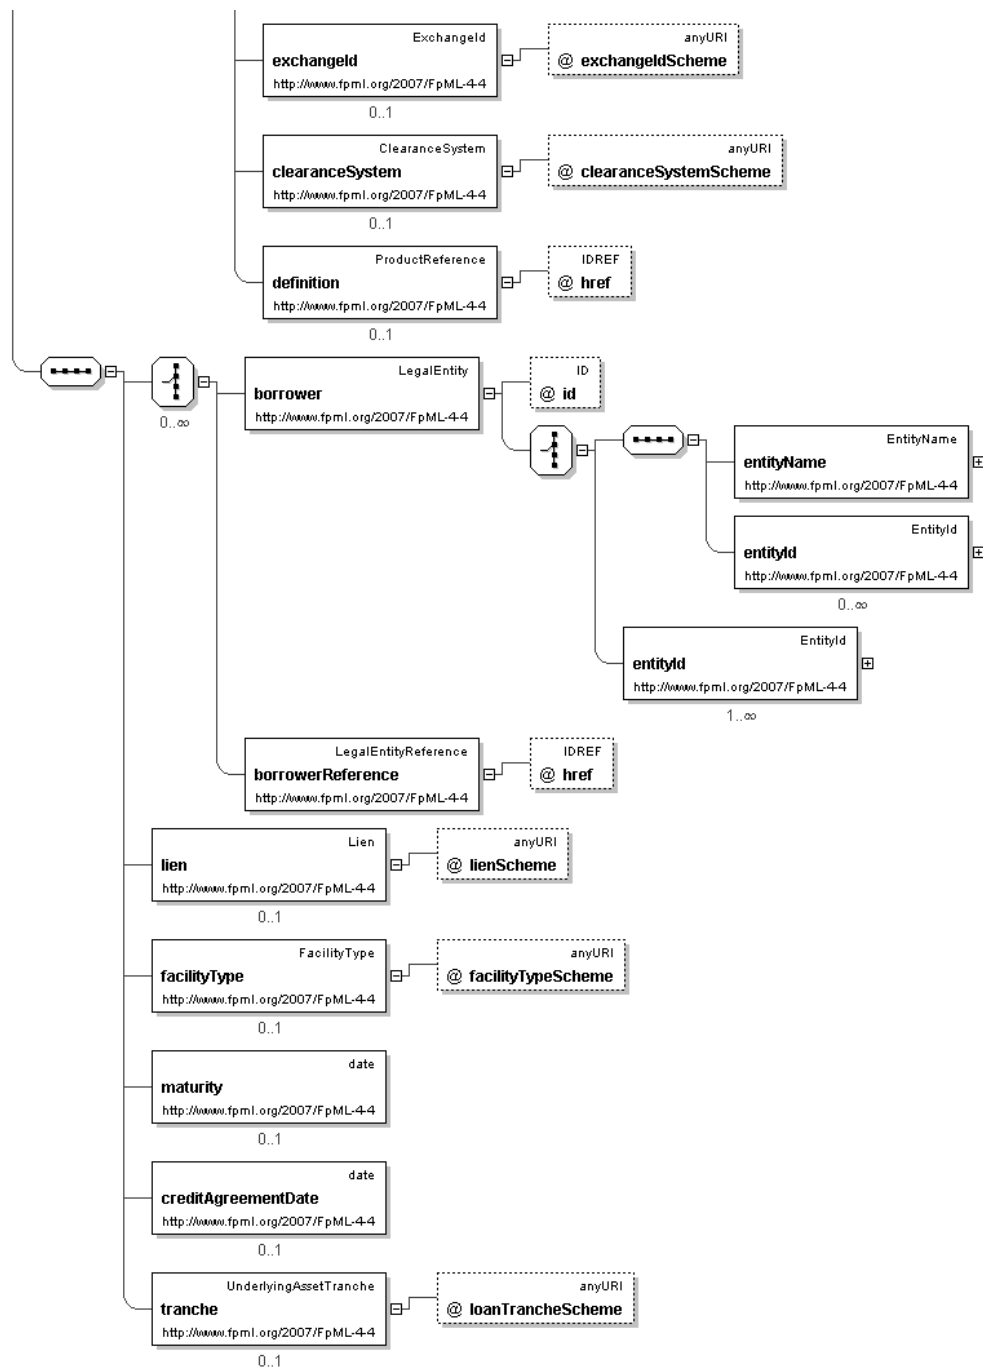 ExchangeId anyURI
exchangeId @ exchangeIdScheme
http://www.fpml.org/2007/FpML-4-4
0..1
ClearanceSystem anyURI
clearanceSystem @ clearanceSystemScheme
http://www.fpml.org/2007/FpML-4-4
0..1
ProductReference IDREF
definition @ href
http://www.fpml.org/2007/FpML-4-4
0..1
LegalEntity ID
borrower @ id
http://www.fpml.org/2007/FpML-4-4
0..∞
EntityName
entityName
http://www.fpml.org/2007/FpML-4-4
EntityId
entityId
http://www.fpml.org/2007/FpML-4-4
0..∞
EntityId
entityId
http://www.fpml.org/2007/FpML-4-4
1..∞
LegalEntityReference IDREF
borrowerReference @ href
http://www.fpml.org/2007/FpML-4-4
Lien anyURI
lien @ lienScheme
http://www.fpml.org/2007/FpML-4-4
0..1
FacilityType anyURI
facilityType @ facilityTypeScheme
http://www.fpml.org/2007/FpML-4-4
0..1
date
maturity
http://www.fpml.org/2007/FpML-4-4
0..1
date
creditAgreementDate
http://www.fpml.org/2007/FpML-4-4
0..1
UnderlyingAssetTranche anyURI
tranche @ loanTrancheScheme
http://www.fpml.org/2007/FpML-4-4
0..1